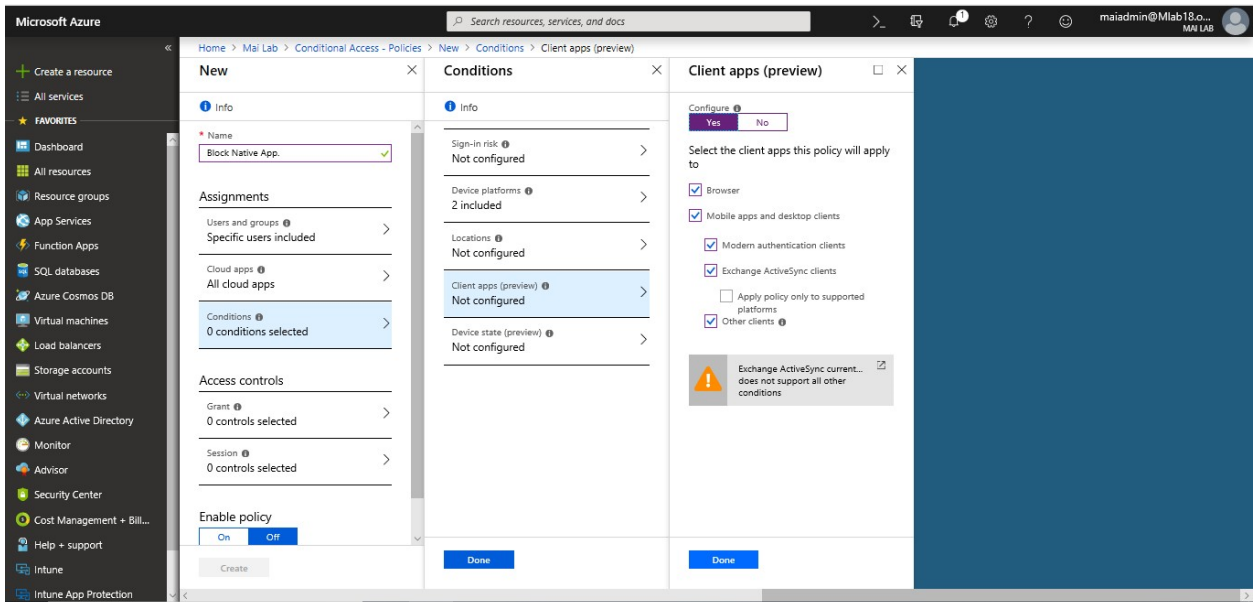 Microsoft Azure
Search resources, services, and docs
>_
1
?
maiadmin@Mlab18.o...
MAI LAB
«
Home > Mai Lab > Conditional Access - Policies > New > Conditions > Client apps (preview)
Create a resource
All services
FAVORITES
Dashboard
All resources
Resource groups
App Services
Function Apps
SQL databases
Azure Cosmos DB
Virtual machines
Load balancers
Storage accounts
Virtual networks
Azure Active Directory
Monitor
Advisor
Security Center
Cost Management + Bill...
Help + support
Intune
Intune App Protection
New
Info
* Name
Block Native App.
Assignments
Users and groups
Specific users included
Cloud apps
All cloud apps
Conditions
0 conditions selected
Access controls
Grant
0 controls selected
Session
0 controls selected
Enable policy
On Off
Create
Conditions
Info
Sign-in risk
Not configured
Device platforms
2 included
Locations
Not configured
Client apps (preview)
Not configured
Device state (preview)
Not configured
Done
Client apps (preview)
Configure
Yes No
Select the client apps this policy will apply
to
Browser
Mobile apps and desktop clients
Modern authentication clients
Exchange ActiveSync clients
Apply policy only to supported
platforms
Other clients
Exchange ActiveSync current...
does not support all other
conditions
Done